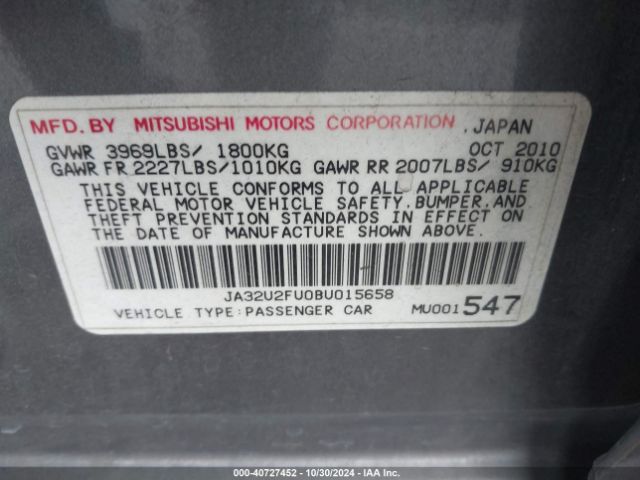 MFD. BY MITSUBISHI MOTORS CORPORATION , JAPAN
GVWR 3969LBS/ 1800KG OCT 2010
GAWR FR 2227LBS/1010KG GAWR RR 2007LBS/ 910KG
THIS VEHICLE CONFORMS TO ALL APPLICABLE
FEDERAL MOTOR VEHICLE SAFETY,BUMPER,AND
THEFT PREVENTION STANDARDS IN EFFECT ON
THE DATE OF MANUFACTURE SHOWN ABOVE.
JA32U2FU0BU015658
VEHICLE TYPE:PASSENGER CAR MU001547
000-40727452 - 10/30/2024 - IAA Inc.